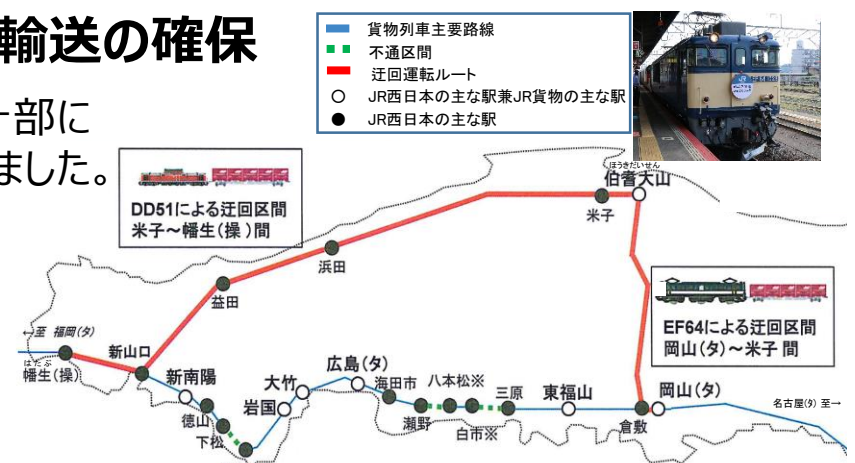 輸送の確保
部に
ました。
貨物列車主要路線
不通区間
迂回運転ルート
JR西日本の主な駅兼JR貨物の主な駅
JR西日本の主な駅
DD51による迂回区間
米子～幡生(操)間
ほうきだいせん
伯耆大山
米子
浜田
益田
EF64による迂回区間
岡山(タ)～米子間
←至 福岡(タ)
はたぶ
幡生(操)
新山口
新南陽
徳山
下松
大竹
岩国
広島(タ)
海田市
瀬野
八本松※
白市※
三原
東福山
倉敷
岡山(タ)
名古屋(タ) 至→